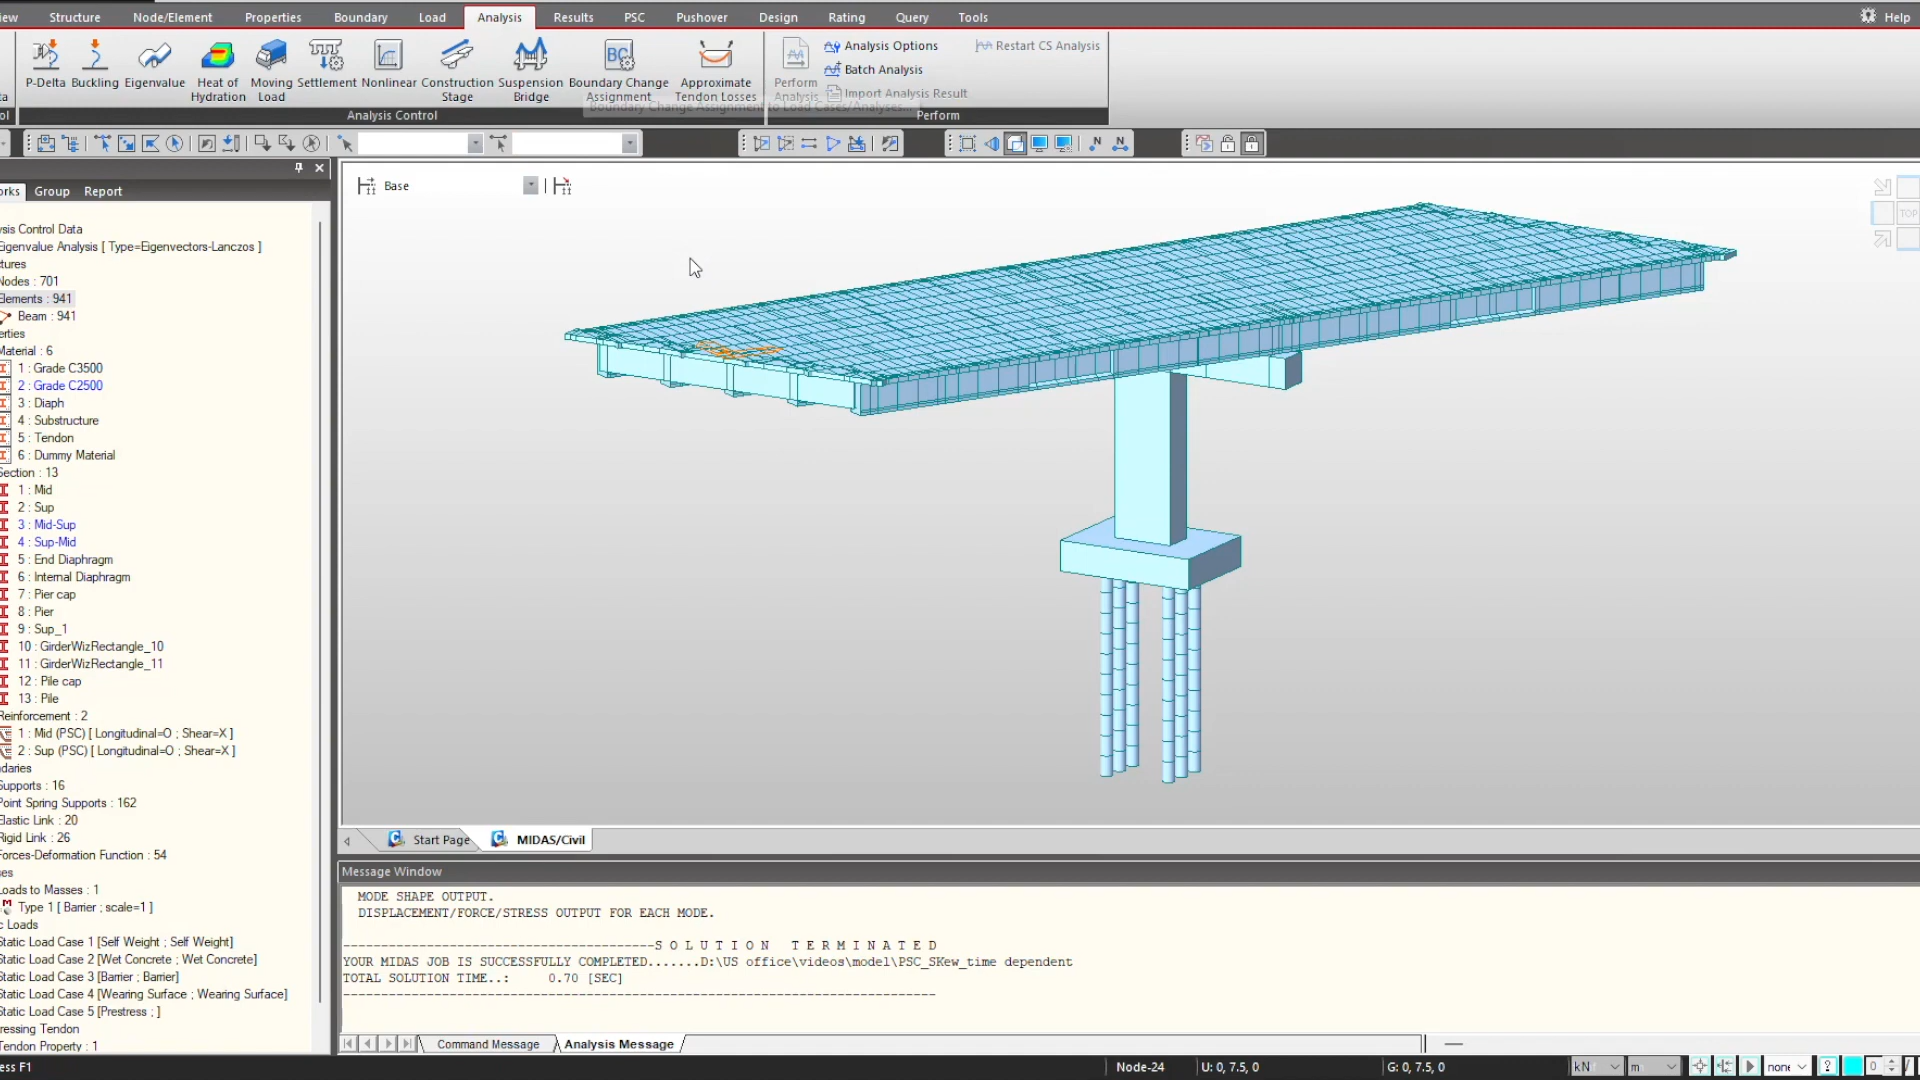 iew Structure Node/Element Properties Boundary Load Analysis Results PSC Pushover Design Rating Query Tools Help
P-Delta Buckling Eigenvalue Heat of Hydration Moving Load Settlement Nonlinear Construction Stage Suspension Bridge Boundary Change Assignment Approximate Tendon Losses Perform Analysis
Analysis Options Restart CS Analysis
Batch Analysis
Import Analysis Result
Boundary Change Assignment to Load Cases/Analyses...
Analysis Control Perform
orks Group Report
Base
TOP
ysis Control Data
Eigenvalue Analysis [ Type=Eigenvectors-Lanczos ]
tures
Nodes : 701
Elements : 941
Beam : 941
erties
Material : 6
1 : Grade C3500
2 : Grade C2500
3 : Diaph
4 : Substructure
5 : Tendon
6 : Dummy Material
Section : 13
1 : Mid
2 : Sup
3 : Mid-Sup
4 : Sup-Mid
5 : End Diaphragm
6 : Internal Diaphragm
7 : Pier cap
8 : Pier
9 : Sup_1
10 : GirderWizRectangle_10
11 : GirderWizRectangle_11
12 : Pile cap
13 : Pile
Reinforcement : 2
1 : Mid (PSC) [ Longitudinal=O ; Shear=X ]
2 : Sup (PSC) [ Longitudinal=O ; Shear=X ]
daries
Supports : 16
Point Spring Supports : 162
Elastic Link : 20
Rigid Link : 26
Forces-Deformation Function : 54
ses
Loads to Masses : 1
Type 1 [ Barrier ; scale=1 ]
c Loads
Static Load Case 1 [Self Weight ; Self Weight]
Static Load Case 2 [Wet Concrete ; Wet Concrete]
Static Load Case 3 [Barrier ; Barrier]
Static Load Case 4 [Wearing Surface ; Wearing Surface]
Static Load Case 5 [Prestress ; ]
ressing Tendon
Tendon Property : 1
Start Page MIDAS/Civil
Message Window
MODE SHAPE OUTPUT.
DISPLACEMENT/FORCE/STRESS OUTPUT FOR EACH MODE.
S O L U T I O N T E R M I N A T E D
YOUR MIDAS JOB IS SUCCESSFULLY COMPLETED.......D:\US office\videos\model\PSC_SKew_time dependent
TOTAL SOLUTION TIME..: 0.70 [SEC]
Command Message Analysis Message
ess F1 Node-24 U: 0, 7.5, 0 G: 0, 7.5, 0 kN m none 0